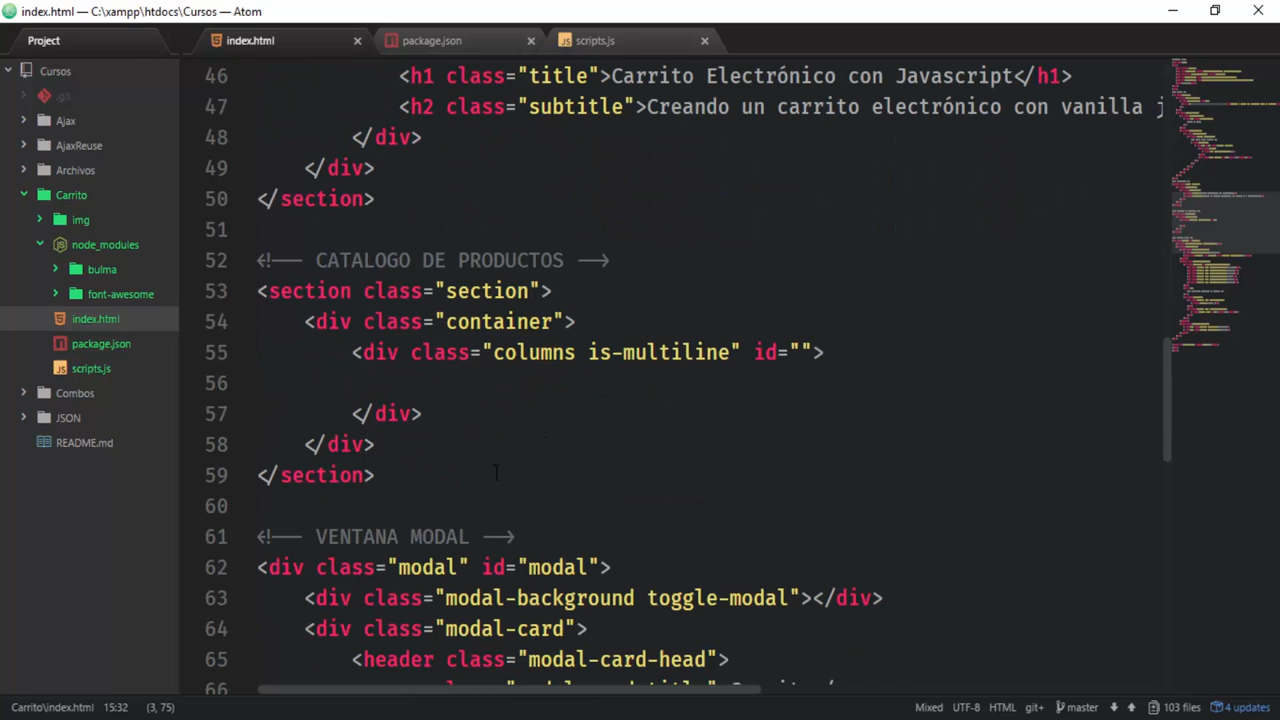 index.html — C:\xampp\htdocs\Cursos — Atom
Project
index.html
package.json
scripts.js
Cursos
.git
Ajax
AjaxReuse
Archivos
Carrito
img
node_modules
bulma
font-awesome
index.html
package.json
scripts.js
Combos
JSON
README.md
46 <h1 class="title">Carrito Electrónico con Javascript</h1>
47 <h2 class="subtitle">Creando un carrito electrónico con vanilla
48 </div>
49 </div>
50 </section>
51
52 <!-- CATALOGO DE PRODUCTOS -->
53 <section class="section">
54 <div class="container">
55 <div class="columns is-multiline" id="">
56
57 </div>
58 </div>
59 </section>
60
61 <!-- VENTANA MODAL -->
62 <div class="modal" id="modal">
63 <div class="modal-background toggle-modal"></div>
64 <div class="modal-card">
65 <header class="modal-card-head">
66
Carrito\index.html 15:32 (3, 75) Mixed UTF-8 HTML git+ master 103 files 4 updates